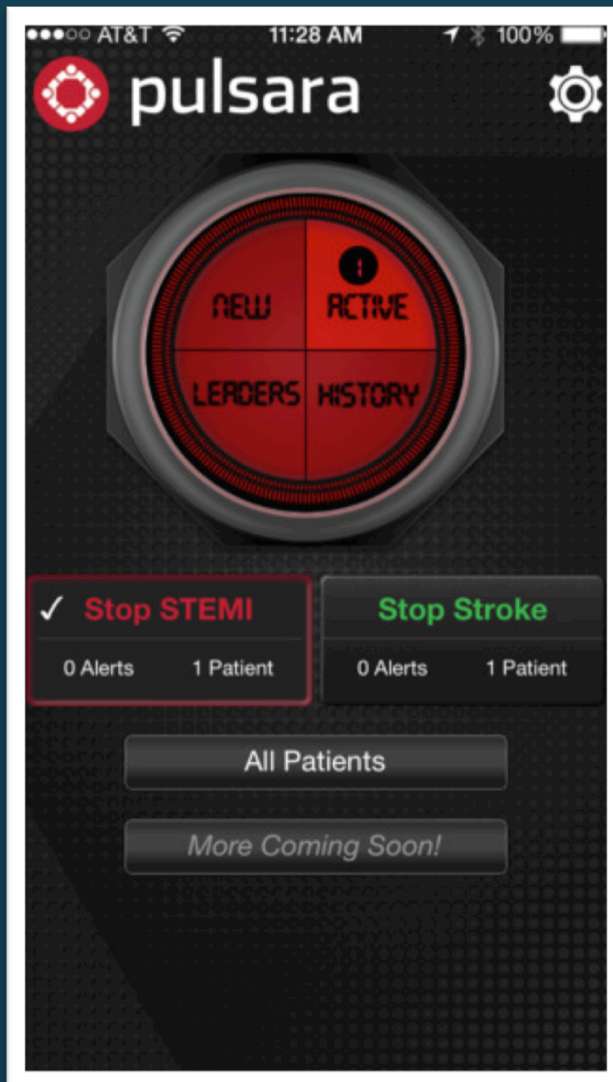 AT&T 11:28 AM 100%
pulsara
1
NEW ACTIVE
LEADERS HISTORY
✓ Stop STEMI Stop Stroke
0 Alerts 1 Patient 0 Alerts 1 Patient
All Patients
More Coming Soon!